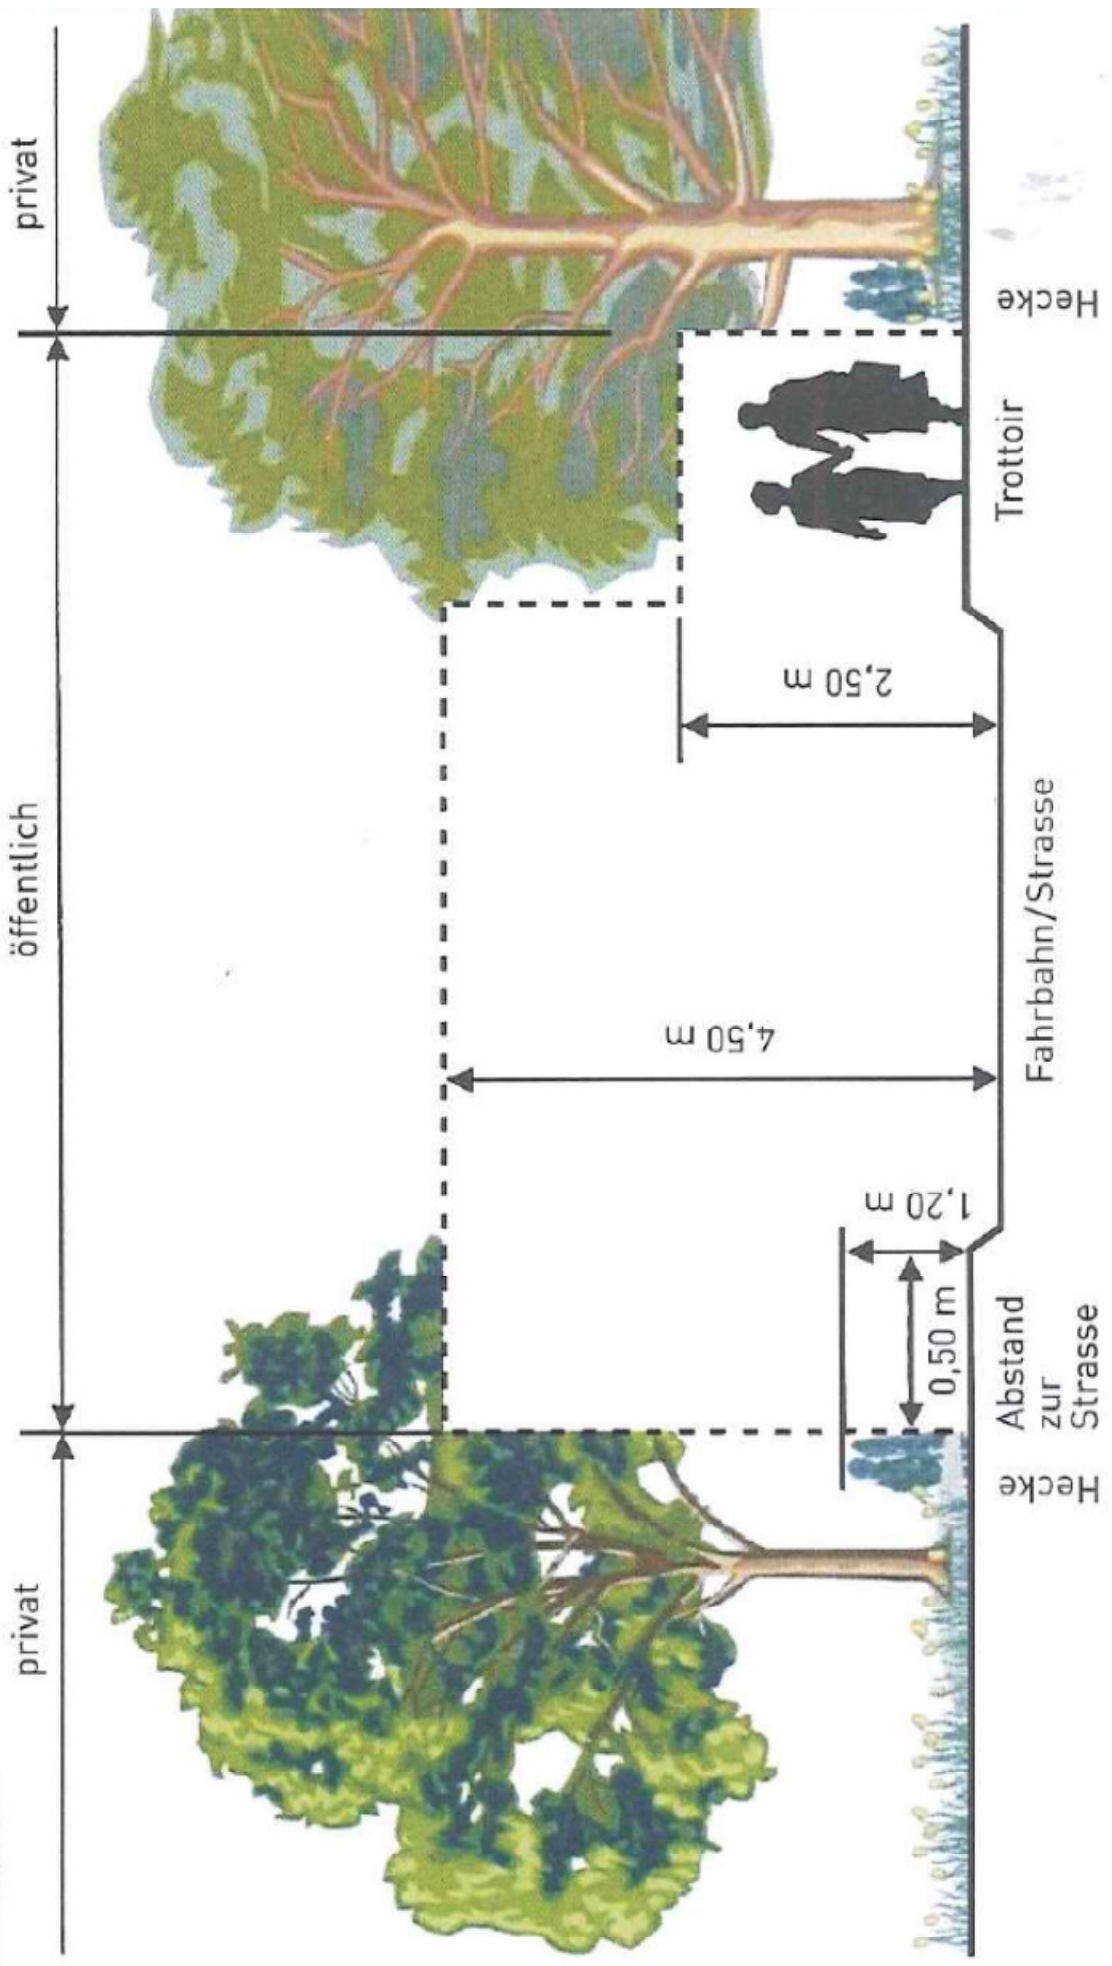 privat
öffentlich
privat
4,50 m
2,50 m
1,20 m
0,50 m
Hecke
Abstand
zur
Strasse
Fahrbahn/Strasse
Trottoir
Hecke